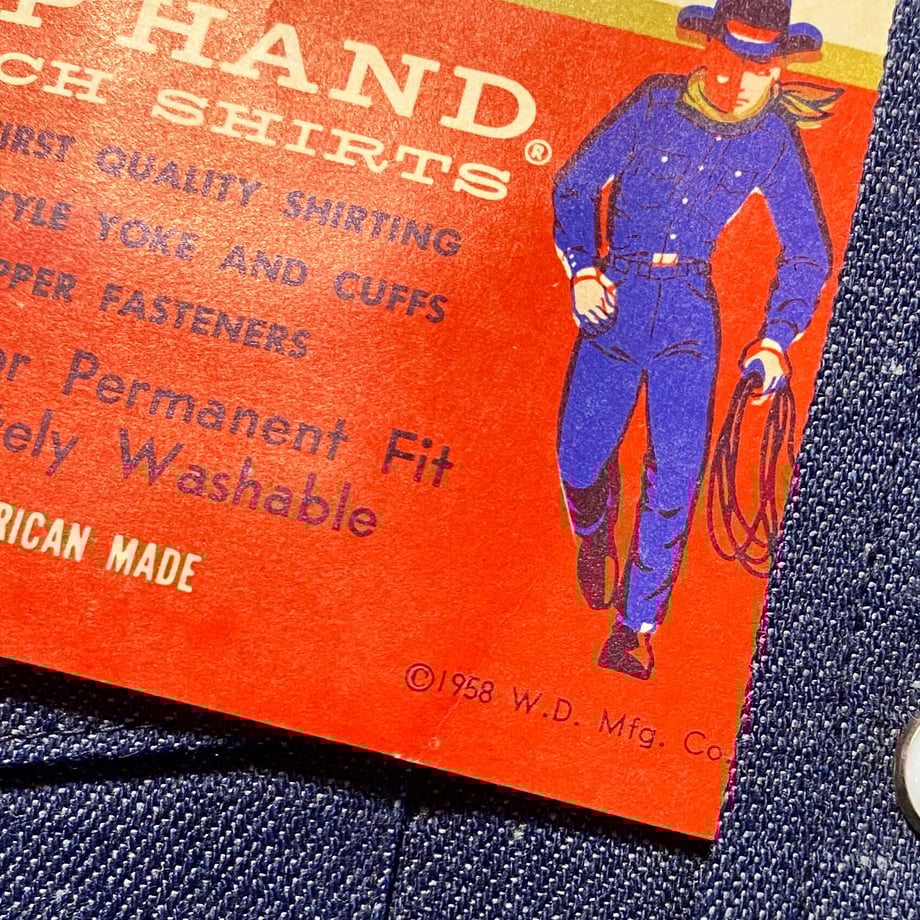 PHAND®
CH SHIRTS
FIRST QUALITY SHIRTING
TYLE YOKE AND CUFFS
PPER FASTENERS
or Permanent Fit
tely Washable
RICAN MADE
©1958 W.D. Mfg. Co.